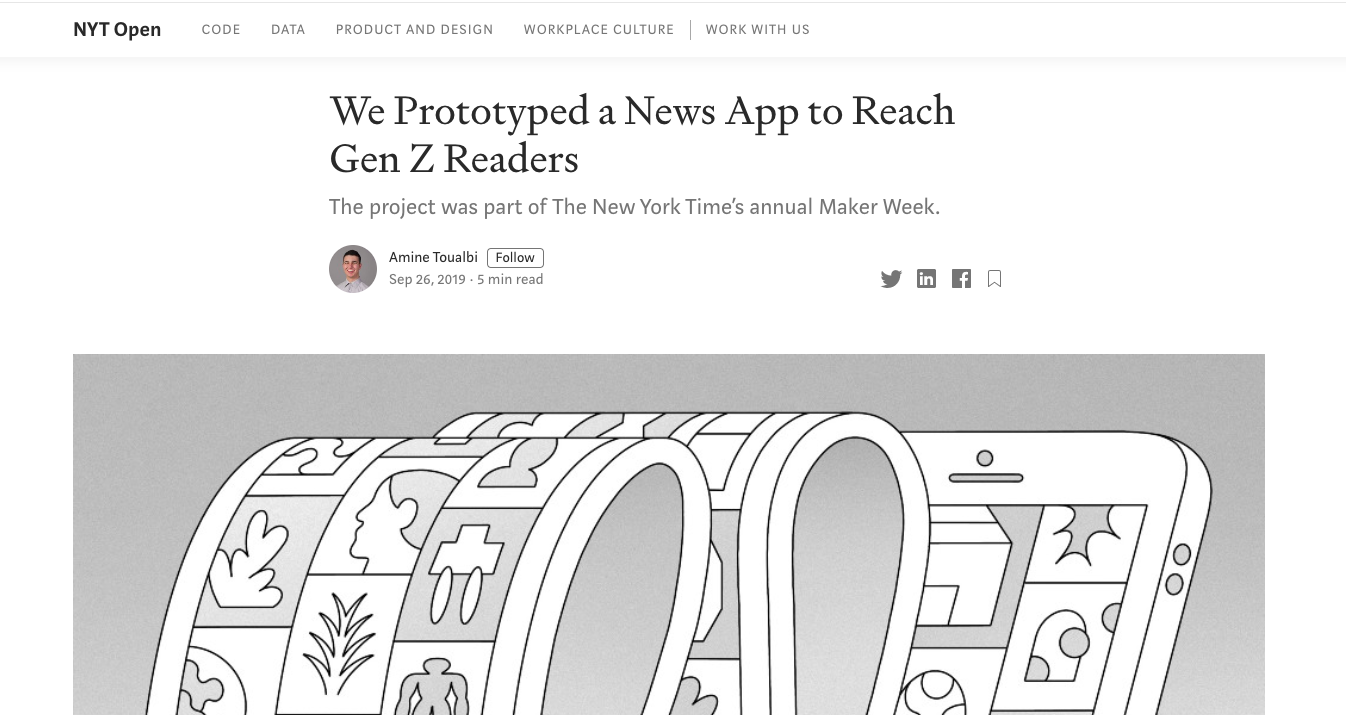 NYT Open CODE DATA PRODUCT AND DESIGN WORKPLACE CULTURE WORK WITH US
We Prototyped a News App to Reach
Gen Z Readers
The project was part of The New York Time’s annual Maker Week.
Amine Toualbi Follow
Sep 26, 2019 · 5 min read